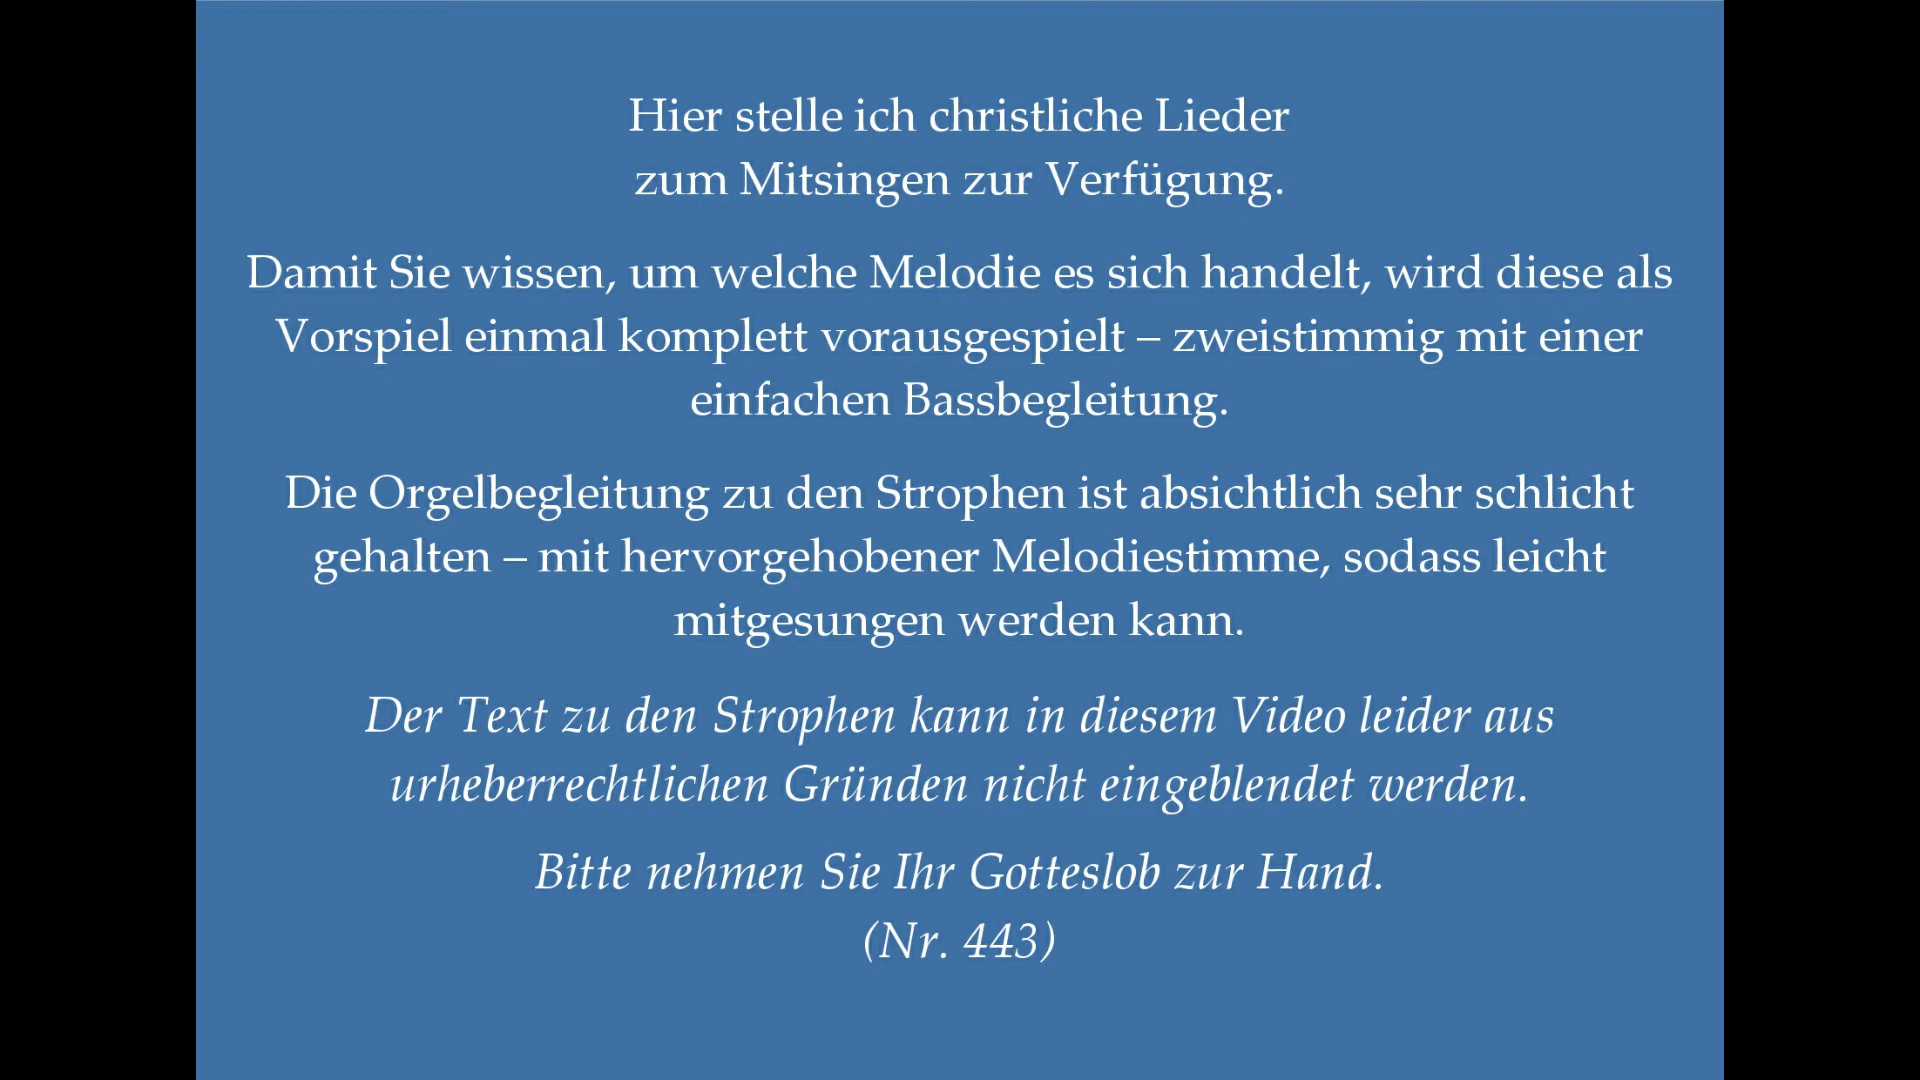 Hier stelle ich christliche Lieder
zum Mitsingen zur Verfügung.
Damit Sie wissen, um welche Melodie es sich handelt, wird diese als
Vorspiel einmal komplett vorausgespielt – zweistimmig mit einer
einfachen Bassbegleitung.
Die Orgelbegleitung zu den Strophen ist absichtlich sehr schlicht
gehalten – mit hervorgehobener Melodiestimme, sodass leicht
mitgesungen werden kann.
Der Text zu den Strophen kann in diesem Video leider aus
urheberrechtlichen Gründen nicht eingeblendet werden.
Bitte nehmen Sie Ihr Gotteslob zur Hand.
(Nr. 443)